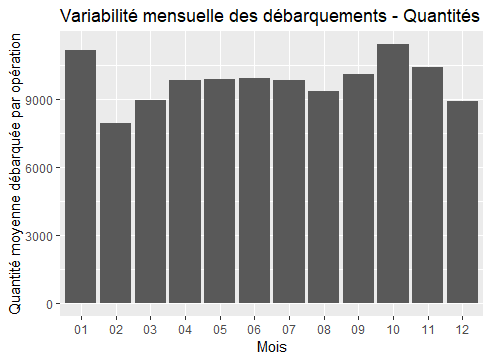 Variabilité mensuelle des débarquements - Quantités
Quantité moyenne débarquée par opération
9000
6000
3000
0
01 02 03 04 05 06 07 08 09 10 11 12
Mois